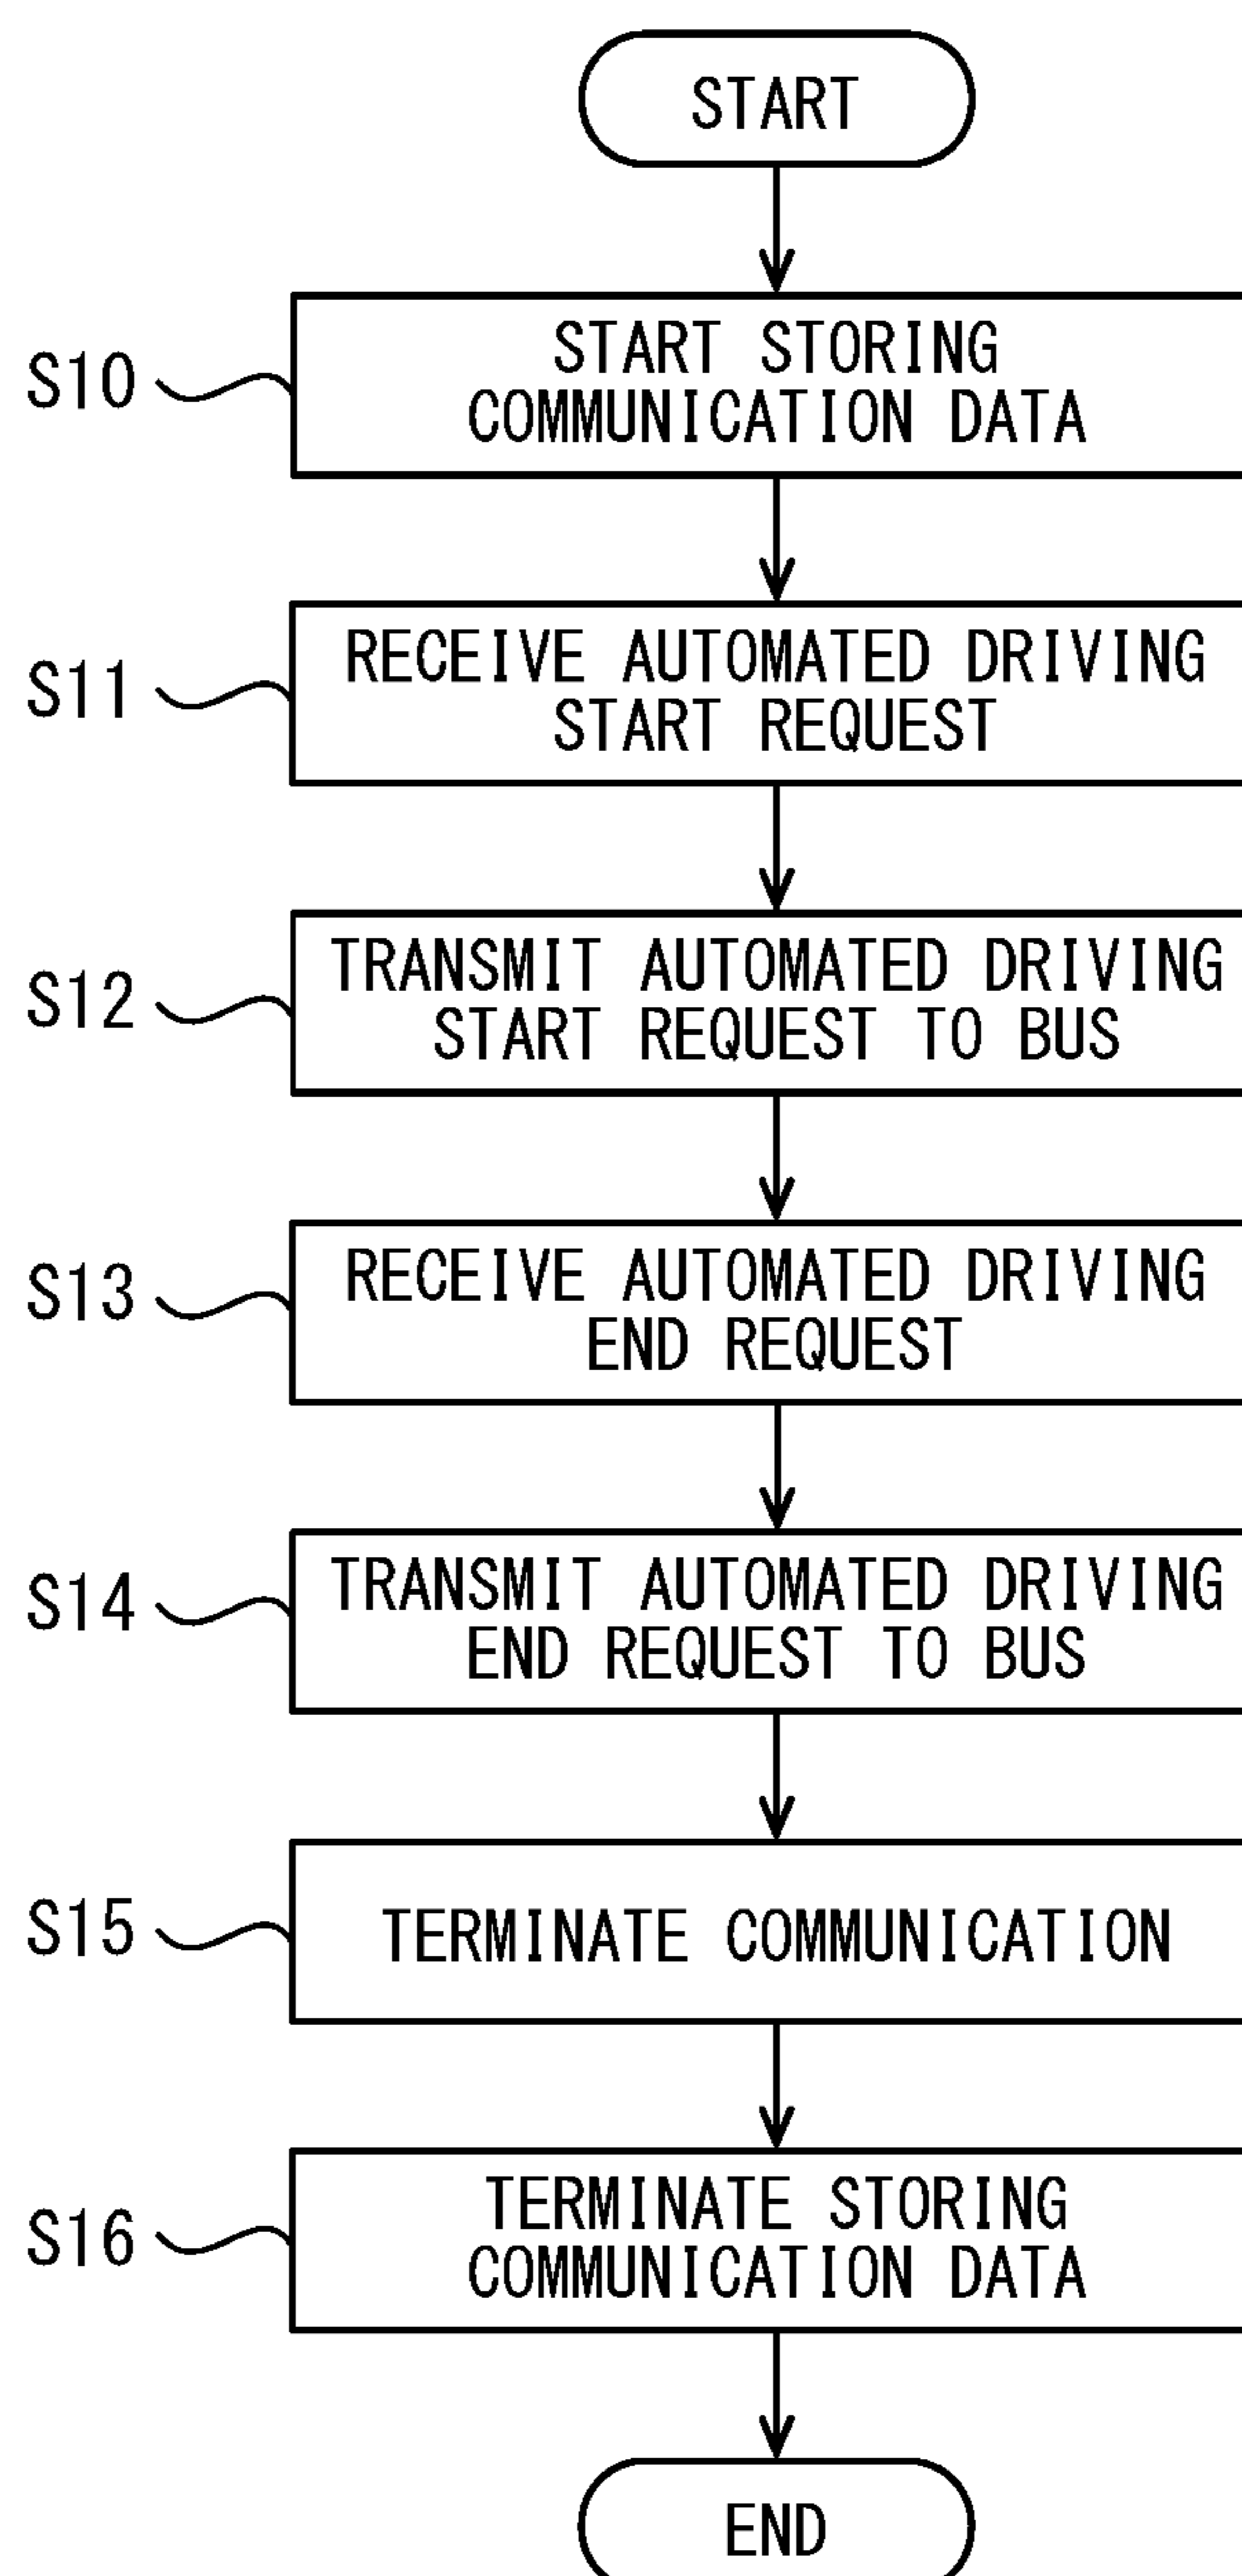 START
S10
START STORING
COMMUNICATION DATA
S11
RECEIVE AUTOMATED DRIVING
START REQUEST
S12
TRANSMIT AUTOMATED DRIVING
START REQUEST TO BUS
S13
RECEIVE AUTOMATED DRIVING
END REQUEST
S14
TRANSMIT AUTOMATED DRIVING
END REQUEST TO BUS
S15
TERMINATE COMMUNICATION
S16
TERMINATE STORING
COMMUNICATION DATA
END